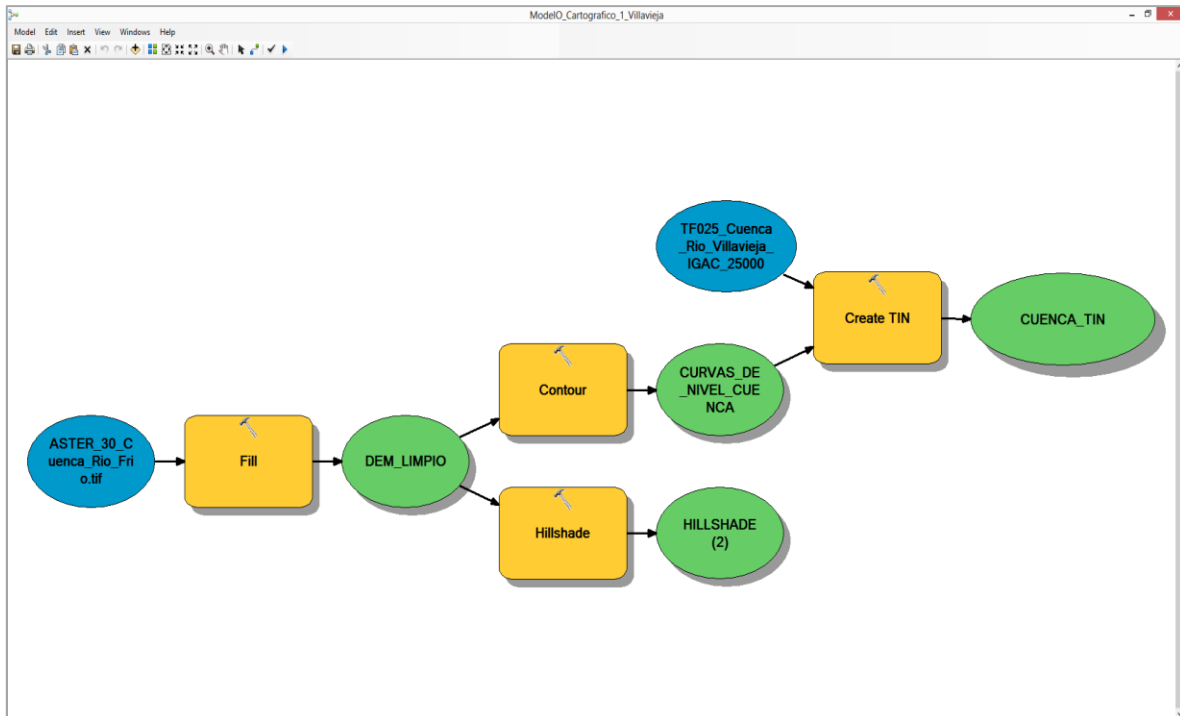 ModelO_Cartografico_1_Villavieja
Model Edit Insert View Windows Help
TF025_Cuenca
_Rio_Villavieja_
IGAC_25000
Create TIN
CUENCA_TIN
Contour
CURVAS_DE
_NIVEL_CUE
NCA
ASTER_30_C
uenca_Rio_Fri
o.tif
Fill
DEM_LIMPIO
Hillshade
HILLSHADE
(2)